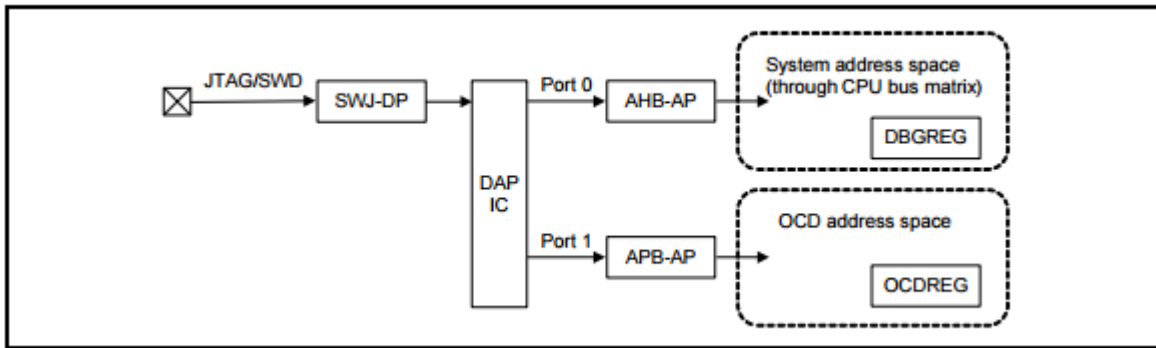 JTAG/SWD
SWJ-DP
DAP
IC
Port 0
AHB-AP
System address space
(through CPU bus matrix)
DBGREG
Port 1
APB-AP
OCD address space
OCDREG